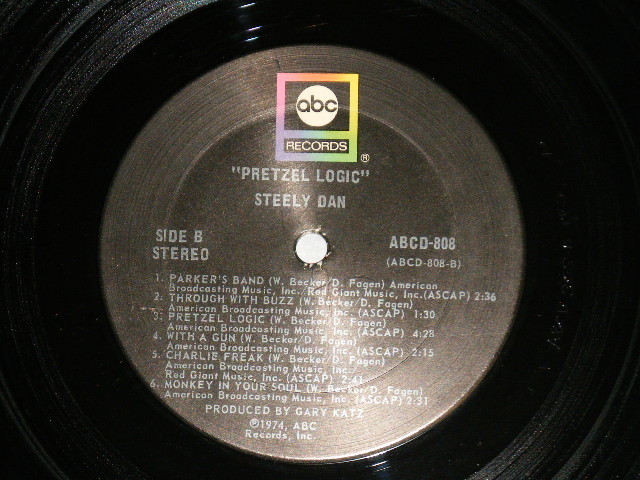 abc
RECORDS
®
"PRETZEL LOGIC"
STEELY DAN
SIDE B
STEREO
ABCD-808
(ABCD-808-B)
1. PARKER'S BAND (W. Becker/D. Fagen) American
Broadcasting Music, Inc./Red Giant Music, Inc.(ASCAP) 2:36
2. THROUGH WITH BUZZ (W. Becker/D. Fagen)
American Broadcasting Music, Inc. (ASCAP) 1:30
3. PRETZEL LOGIC (W. Becker/D. Fagen)
American Broadcasting Music, Inc. (ASCAP) 4:28
4. WITH A GUN (W. Becker/D. Fagen)
American Broadcasting Music, Inc. (ASCAP) 2:15
5. CHARLIE FREAK (W. Becker/D. Fagen)
American Broadcasting Music, Inc./
Red Giant Music, Inc. (ASCAP) 2:41
6. MONKEY IN YOUR SOUL (W. Becker/D. Fagen)
American Broadcasting Music, Inc. (ASCAP) 2:31
PRODUCED BY GARY KATZ
℗1974, ABC
Records, Inc.